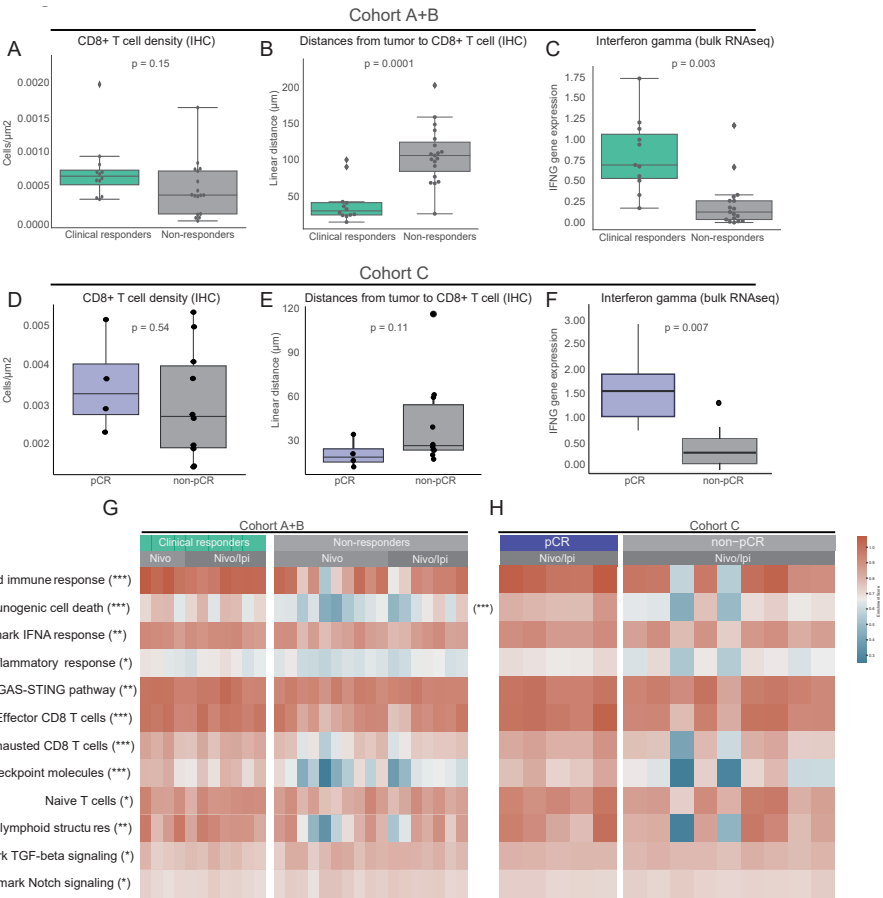 Cohort A+B
A
CD8+ T cell density (IHC)
p = 0.15
Cells/µm2
0.0020
0.0015
0.0010
0.0005
0.0000
Clinical responders
Non-responders
B
Distances from tumor to CD8+ T cell (IHC)
p = 0.0001
Linear distance (µm)
200
150
100
50
Clinical responders
Non-responders
C
Interferon gamma (bulk RNAseq)
p = 0.003
IFNG gene expression
1.75
1.50
1.25
1.00
0.75
0.50
0.25
0.00
Clinical responders
Non-responders
Cohort C
D
CD8+ T cell density (IHC)
p = 0.54
Cells/µm2
0.005
0.004
0.003
0.002
pCR
non-pCR
E
Distances from tumor to CD8+ T cell (IHC)
p = 0.11
Linear distance (µm)
120
90
60
30
pCR
non-pCR
F
Interferon gamma (bulk RNAseq)
p = 0.007
IFNG gene expression
3.00
2.00
1.50
1.00
0.50
0.00
pCR
non-pCR
G
Cohort A+B
Clinical responders
Non-responders
Nivo
Nivo/Ipi
Nivo
Nivo/Ipi
d immune response (***)
unogenic cell death (***)
mark IFNA response (**)
flammatory response (*)
GAS-STING pathway (**)
Effector CD8 T cells (***)
hausted CD8 T cells (***)
eckpoint molecules (***)
Naive T cells (*)
lymphoid structures (**)
rk TGF-beta signaling (*)
mark Notch signaling (*)
H
Cohort C
pCR
non−pCR
Nivo/Ipi
Nivo/Ipi
(***)